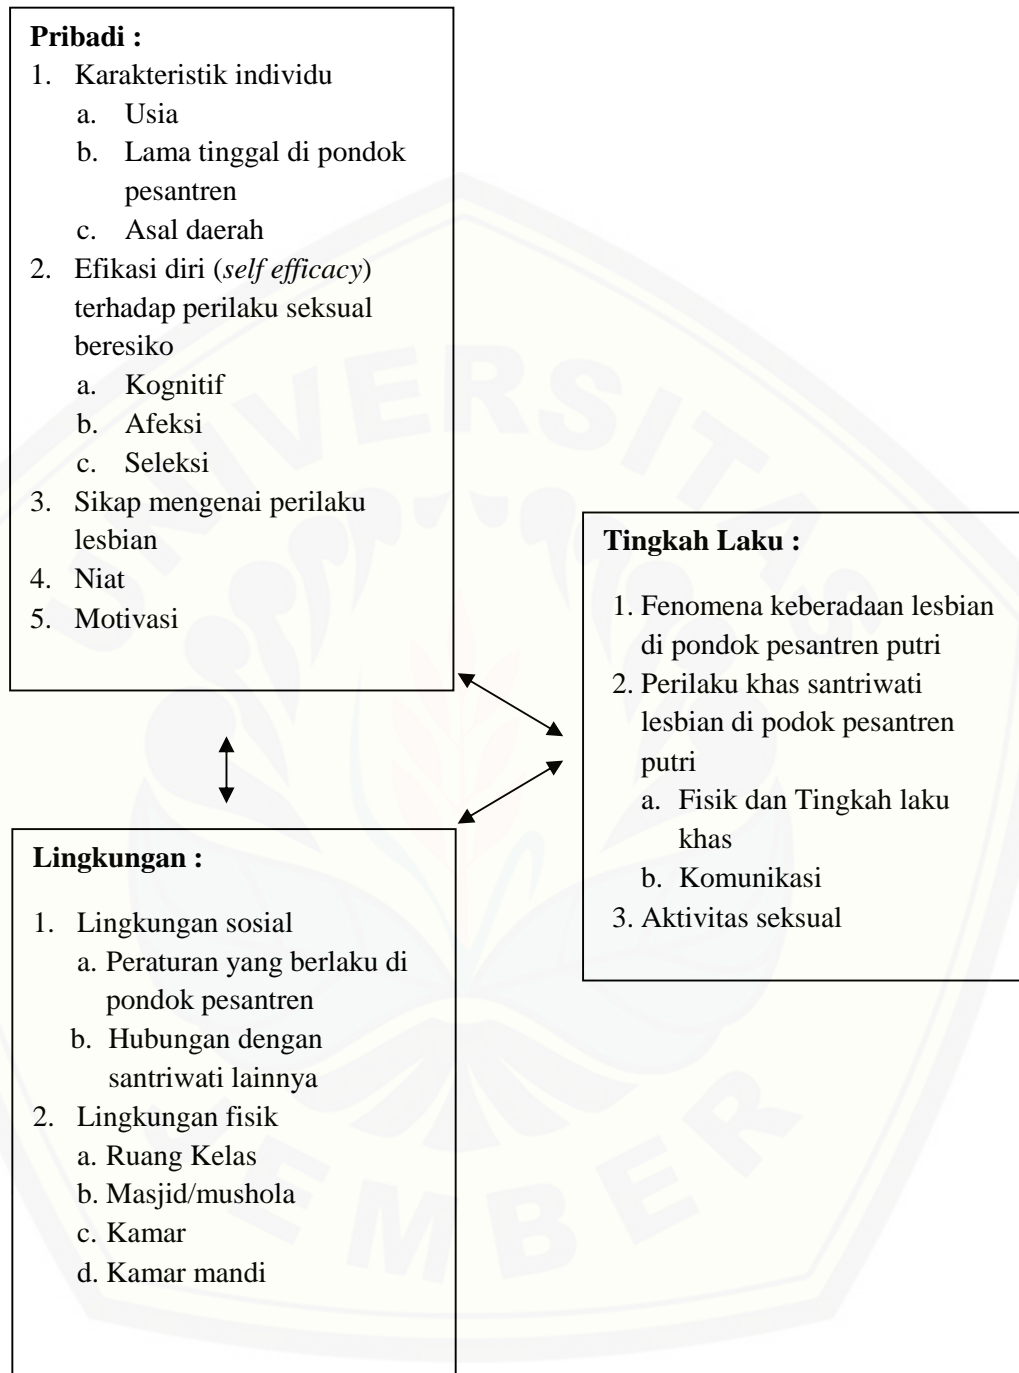 Pribadi :
1. Karakteristik individu
a. Usia
b. Lama tinggal di pondok
pesantren
c. Asal daerah
2. Efikasi diri (self efficacy)
terhadap perilaku seksual
beresiko
a. Kognitif
b. Afeksi
c. Seleksi
3. Sikap mengenai perilaku
lesbian
4. Niat
5. Motivasi
Tingkah Laku :
1. Fenomena keberadaan lesbian
di pondok pesantren putri
2. Perilaku khas santriwati
lesbian di podok pesantren
putri
a. Fisik dan Tingkah laku
khas
b. Komunikasi
3. Aktivitas seksual
Lingkungan :
1. Lingkungan sosial
a. Peraturan yang berlaku di
pondok pesantren
b. Hubungan dengan
santriwati lainnya
2. Lingkungan fisik
a. Ruang Kelas
b. Masjid/mushola
c. Kamar
d. Kamar mandi
UNIVERSITAS
JEMBER